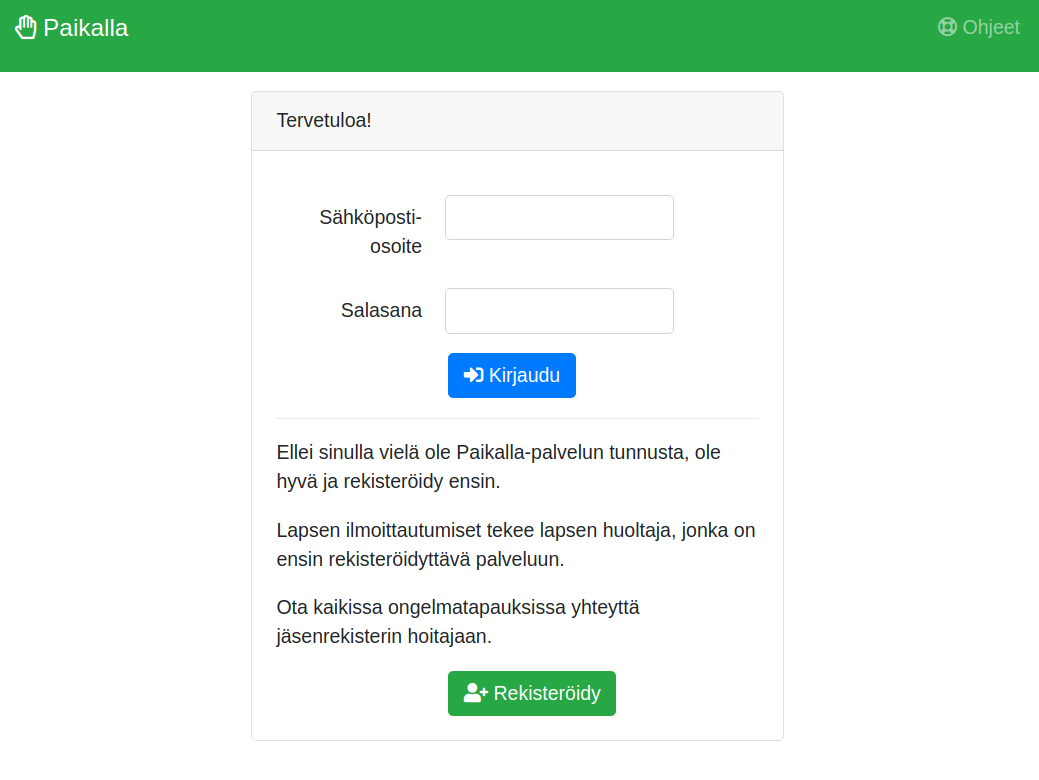 Paikalla
Ohjeet
Tervetuloa!
Sähköposti-
osoite
Salasana
Kirjaudu
Ellei sinulla vielä ole Paikalla-palvelun tunnusta, ole
hyvä ja rekisteröidy ensin.
Lapsen ilmoittautumiset tekee lapsen huoltaja, jonka on
ensin rekisteröidyttävä palveluun.
Ota kaikissa ongelmatapauksissa yhteyttä
jäsenrekisterin hoitajaan.
Rekisteröidy